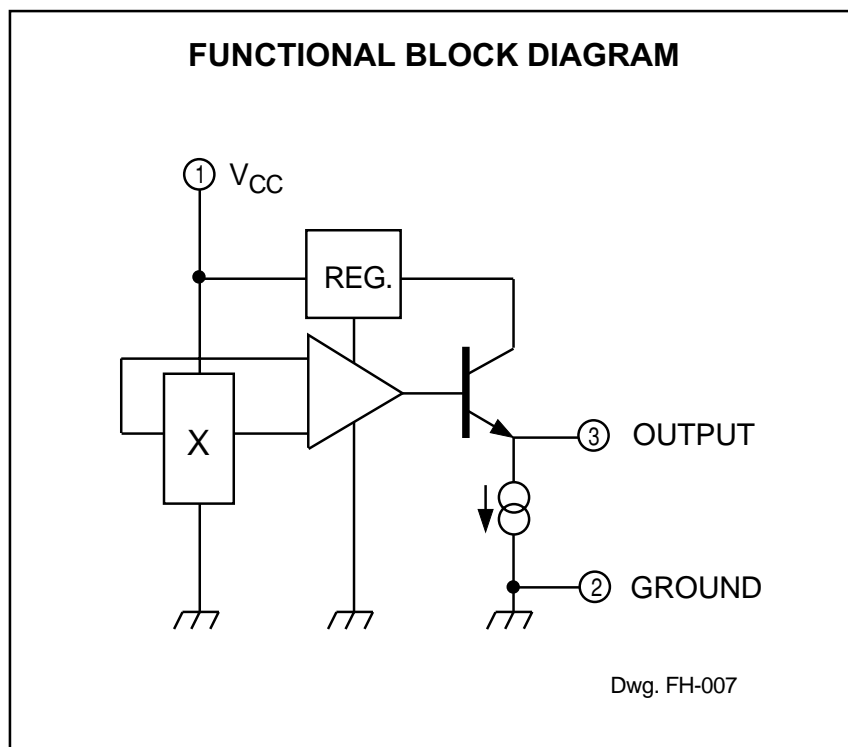 FUNCTIONAL BLOCK DIAGRAM
1 VCC
REG.
X
3 OUTPUT
2 GROUND
Dwg. FH-007